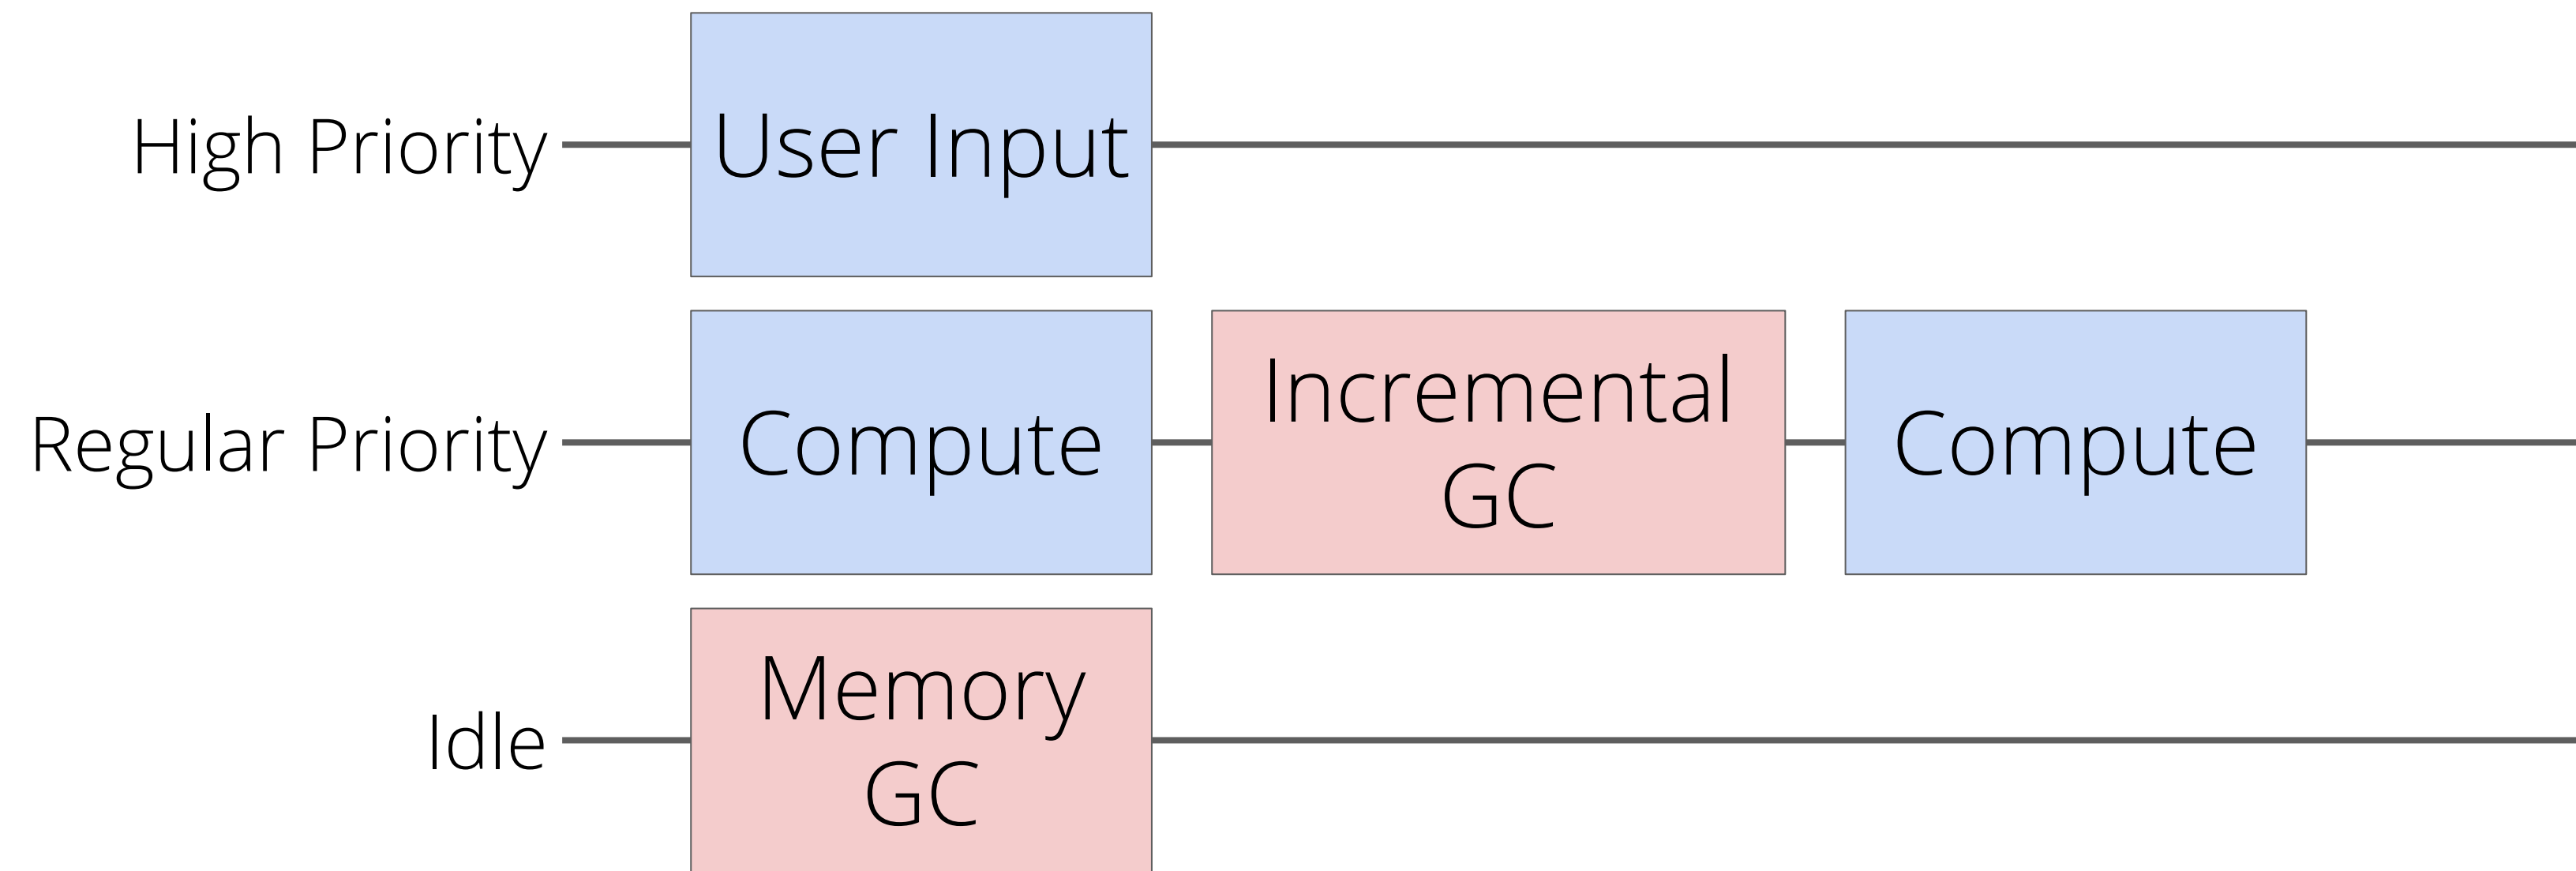 High Priority
User Input
Regular Priority
Compute
Incremental
GC
Compute
Idle
Memory
GC